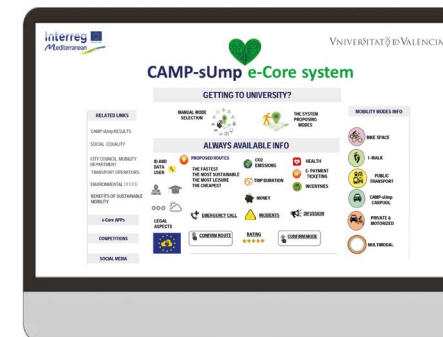 Interreg
Mediterranean
VNIVERSITAT ID VALÈNCIA
CAMP-sUmp e-Core system
GETTING TO UNIVERSITY?
MANUAL MODE
SELECTION
THE SYSTEM
PROPOSING
MODES
RELATED LINKS
CAMP sUmp RESULTS
SOCIAL EQUALITY
CITY COUNCIL MOBILITY
DEPARTMENT
TRANSPORT OPERATORS
ENVIRONMENTAL OFFICE
BENEFITS OF SUSTAINABLE
MOBILITY
e-Core APPs
COMPETITIONS
SOCIAL MEDIA
ALWAYS AVAILABLE INFO
ID AND
DATA
USER
PROPOSED ROUTES
THE FASTEST
THE MOST SUSTAINABLE
THE MOST LEISURE
THE CHEAPEST
CO2
EMISSIONS
TRIP DURATION
MONEY
HEALTH
E- PAYMENT
TICKETING
INCENTIVES
LEGAL
ASPECTS
EMERGENCY CALL
INCIDENTS
DIFUSSION
CONFIRM ROUTE
RATING
CONFIRM MODE
MOBILITY MODES INFO
BIKE SPACE
I-WALK
PUBLIC
TRANSPORT
CAMP-sUmp
CARPOOL
PRIVATE &
MOTORIZED
MULTIMODAL